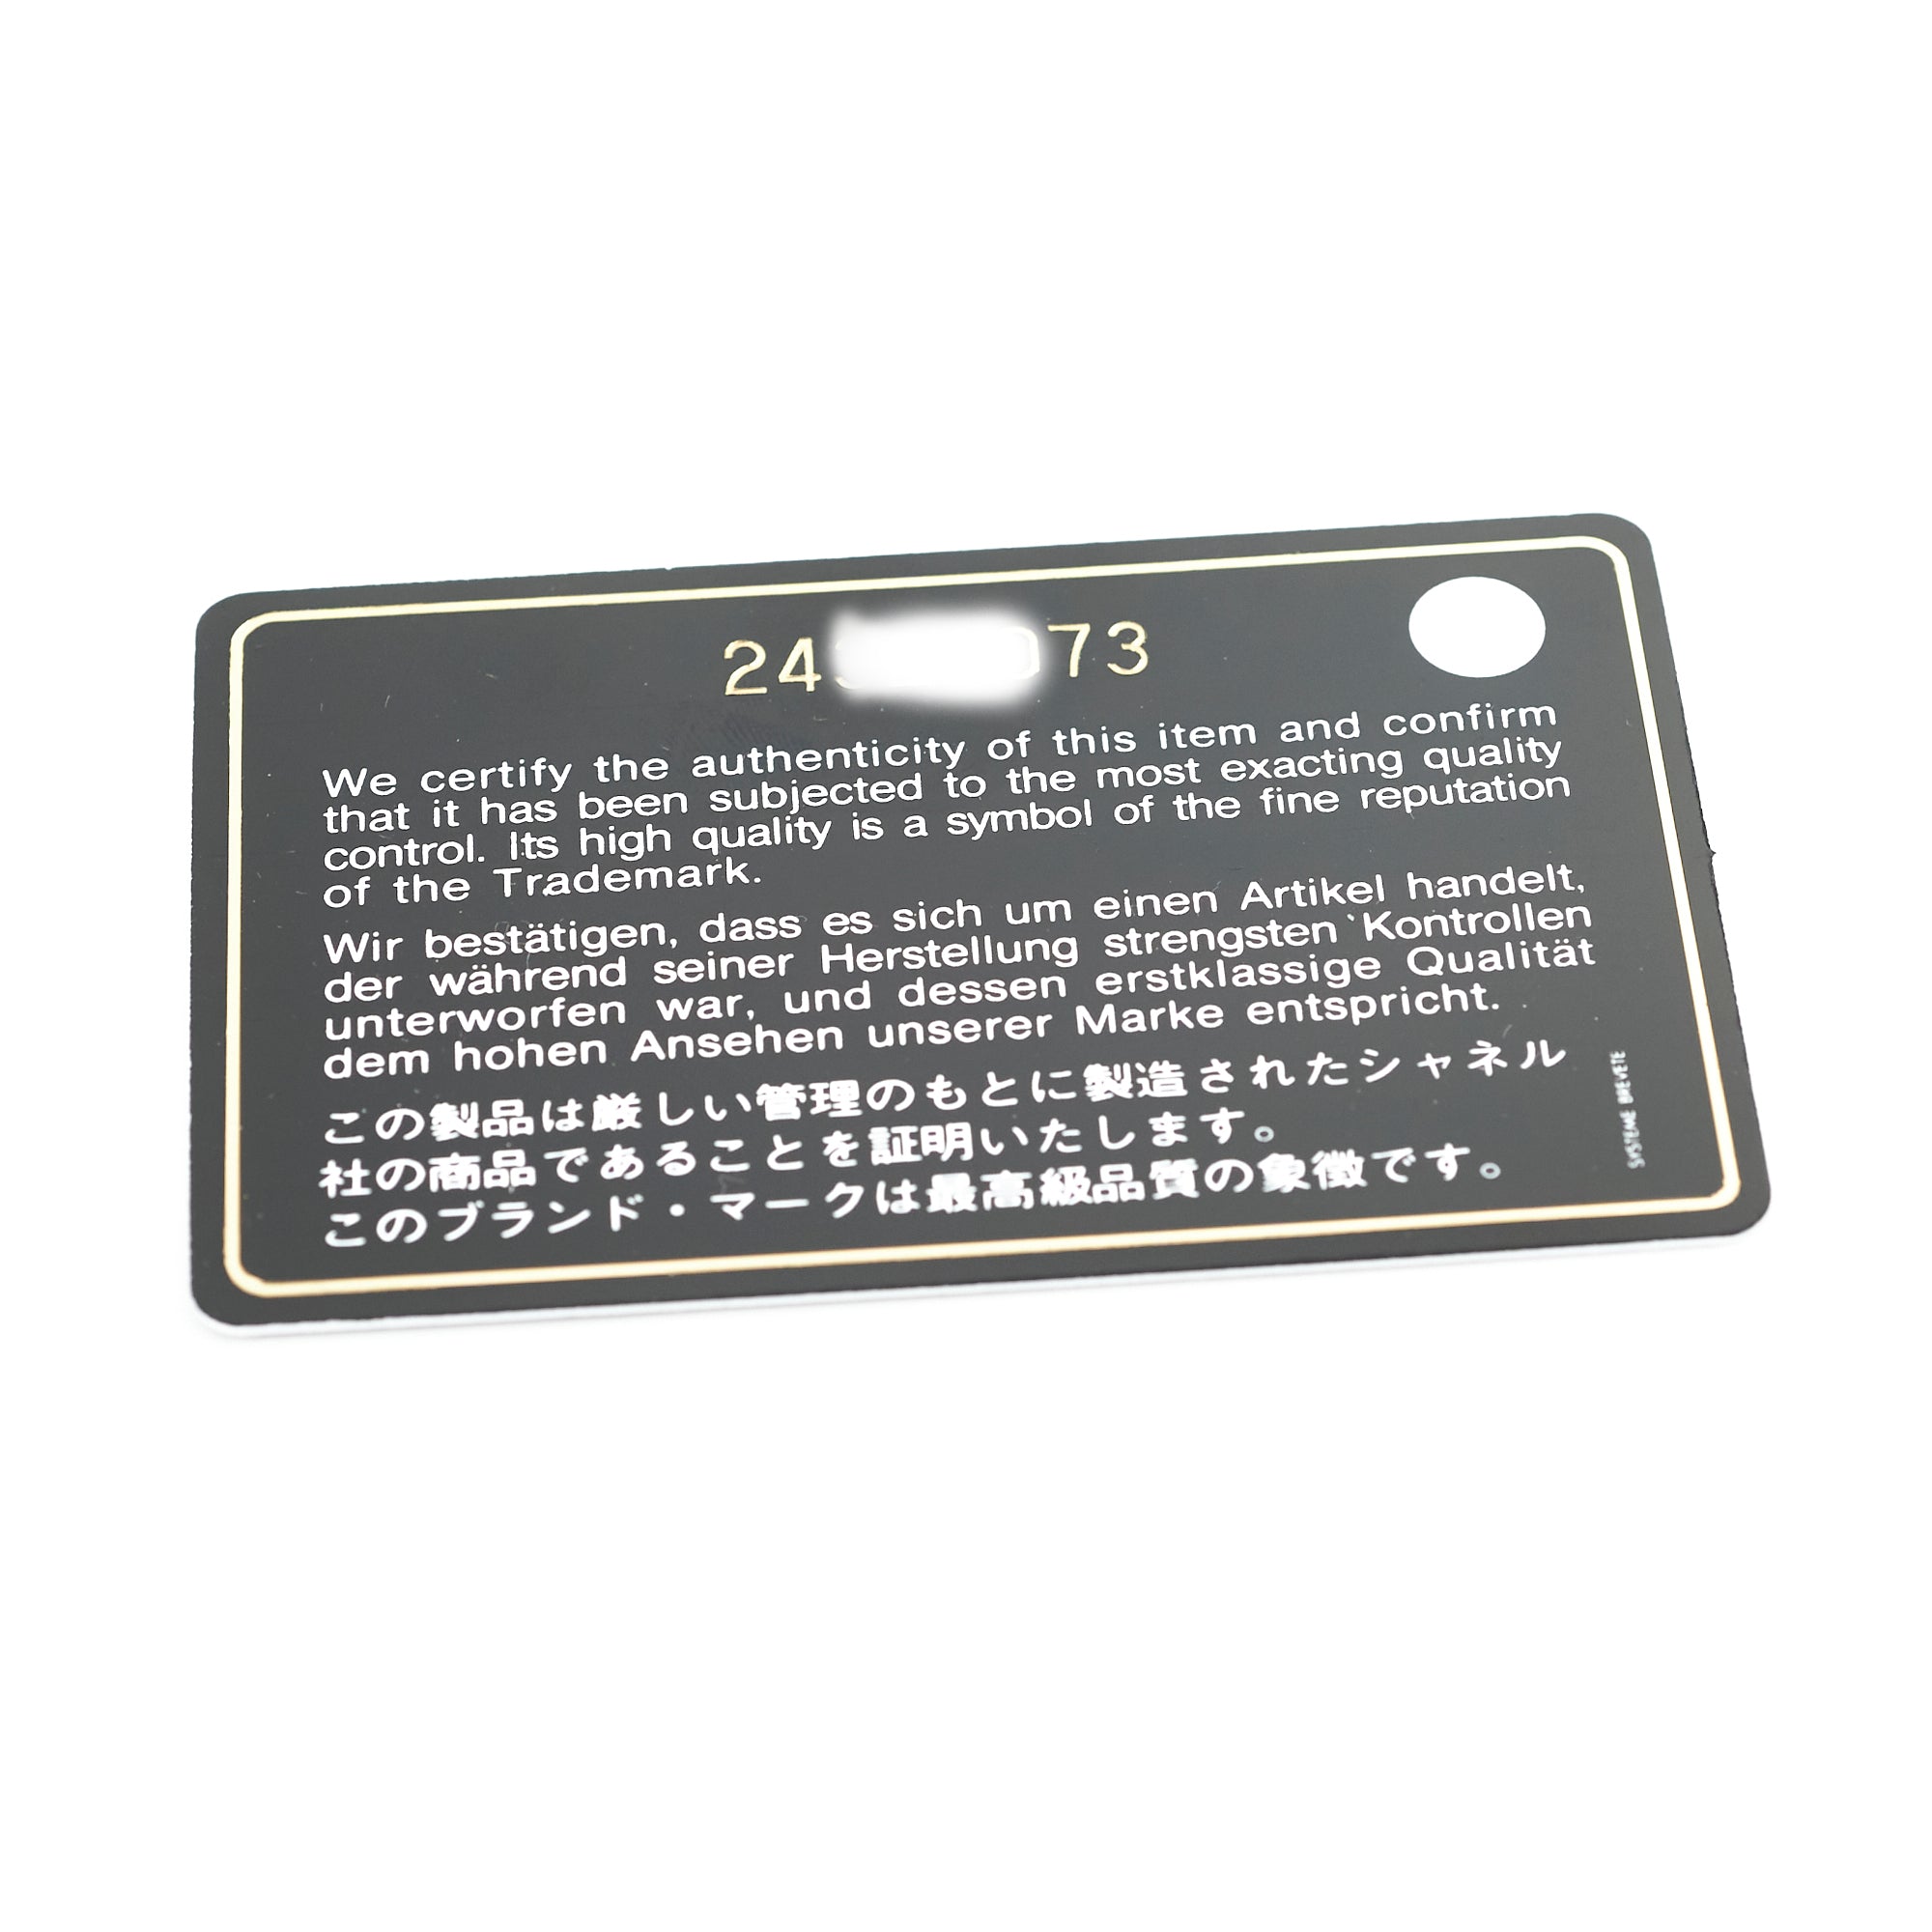 24 73
We certify the authenticity of this item and confirm
that it has been subjected to the most exacting quality
control. Its high quality is a symbol of the fine reputation
of the Trademark.
Wir bestätigen, dass es sich um einen Artikel handelt,
der während seiner Herstellung strengsten Kontrollen
unterworfen war, und dessen erstklassige Qualität
dem hohen Ansehen unserer Marke entspricht.
この製品は厳しい管理のもとに製造されたシャネル
社の商品であることを証明いたします。
このブランド・マークは最高級品質の象徴です。
SYSTEME BREVETE